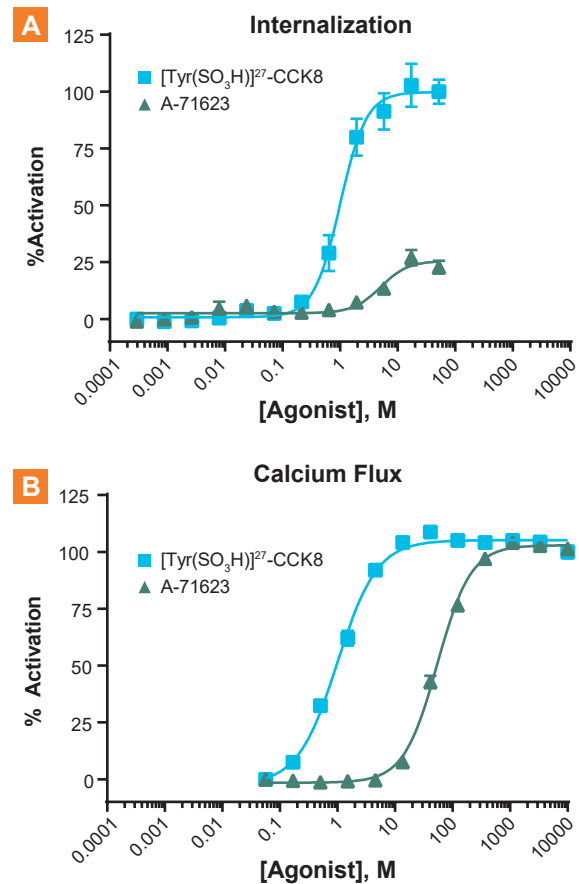 A
Internalization
125
100
75
50
25
0
%Activation
[Tyr(SO₃H)]²⁷-CCK8
A-71623
0.0001
0.001
0.01
0.1
1
10
100
1000
10000
[Agonist], M
B
Calcium Flux
125
100
75
50
25
0
% Activation
[Tyr(SO₃H)]²⁷-CCK8
A-71623
0.0001
0.001
0.01
0.1
1
10
100
1000
10000
[Agonist], M